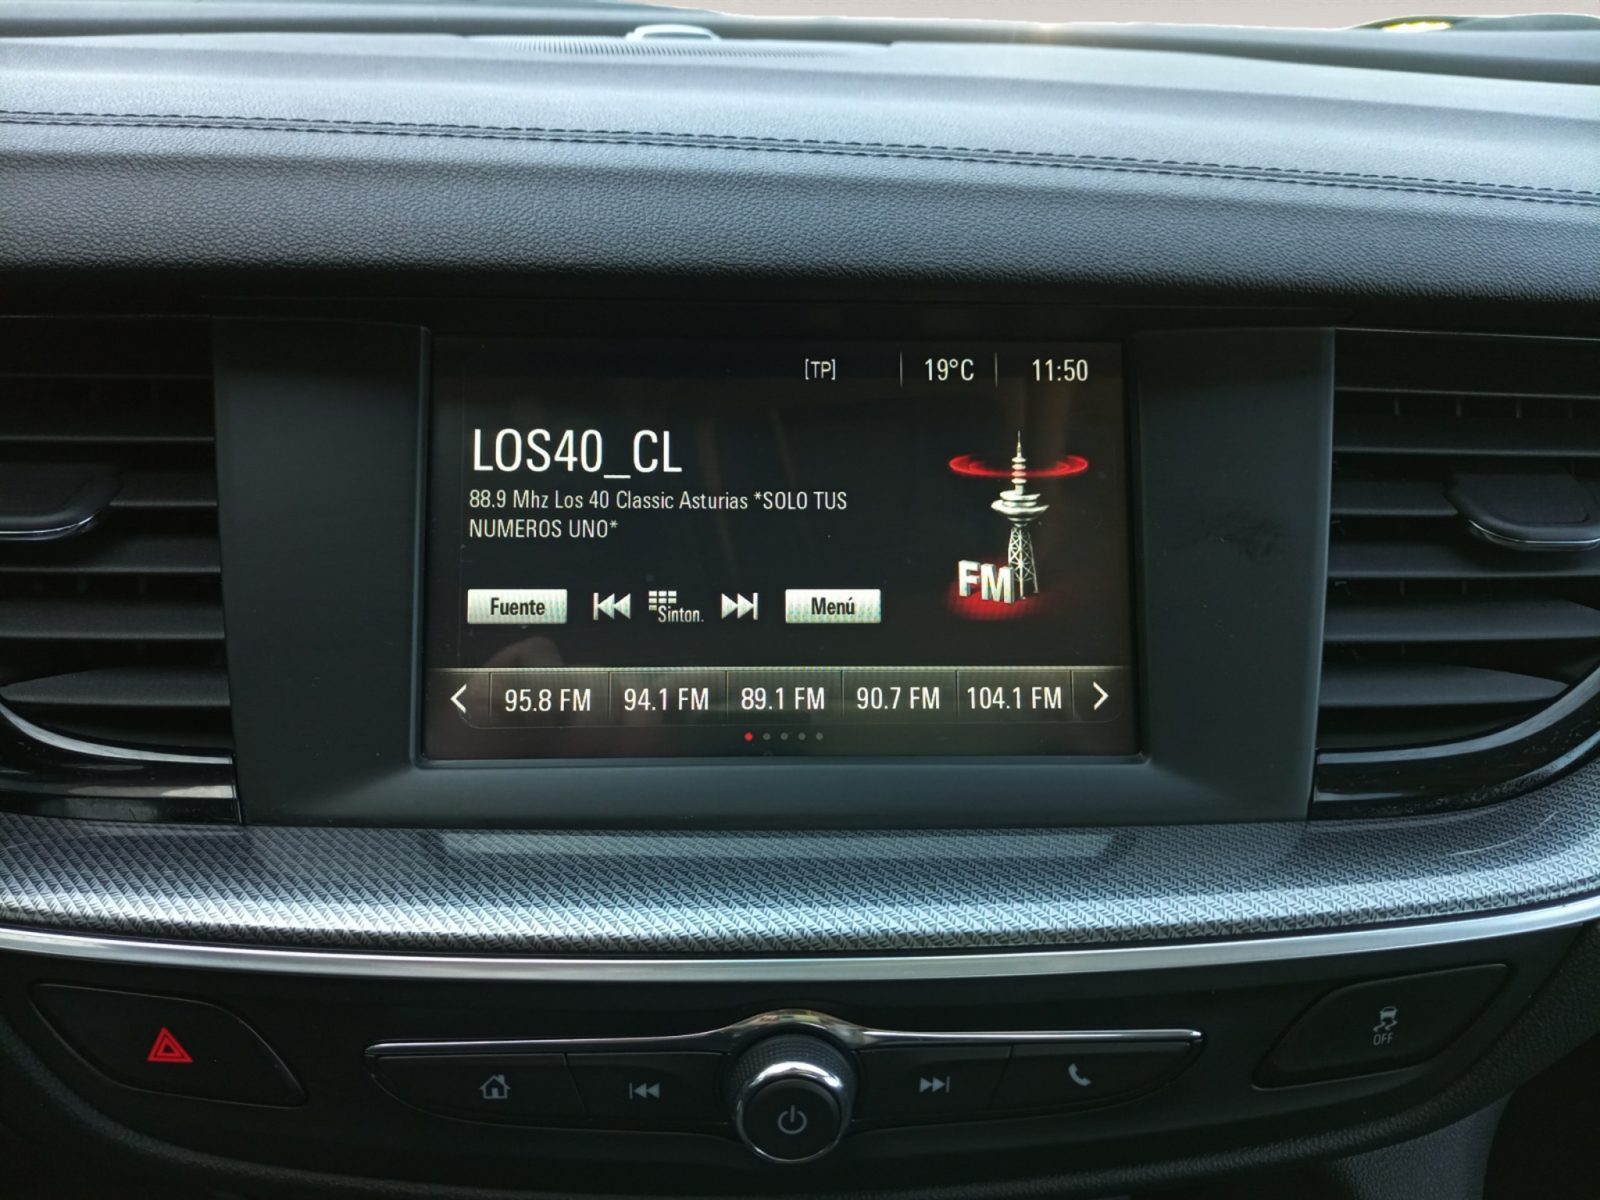 [TP] 19°C 11:50
LOS40_CL
88.9 Mhz Los 40 Classic Asturias *SOLO TUS
NUMEROS UNO*
FM
Fuente Sinton. Menú
95.8 FM 94.1 FM 89.1 FM 90.7 FM 104.1 FM
OFF